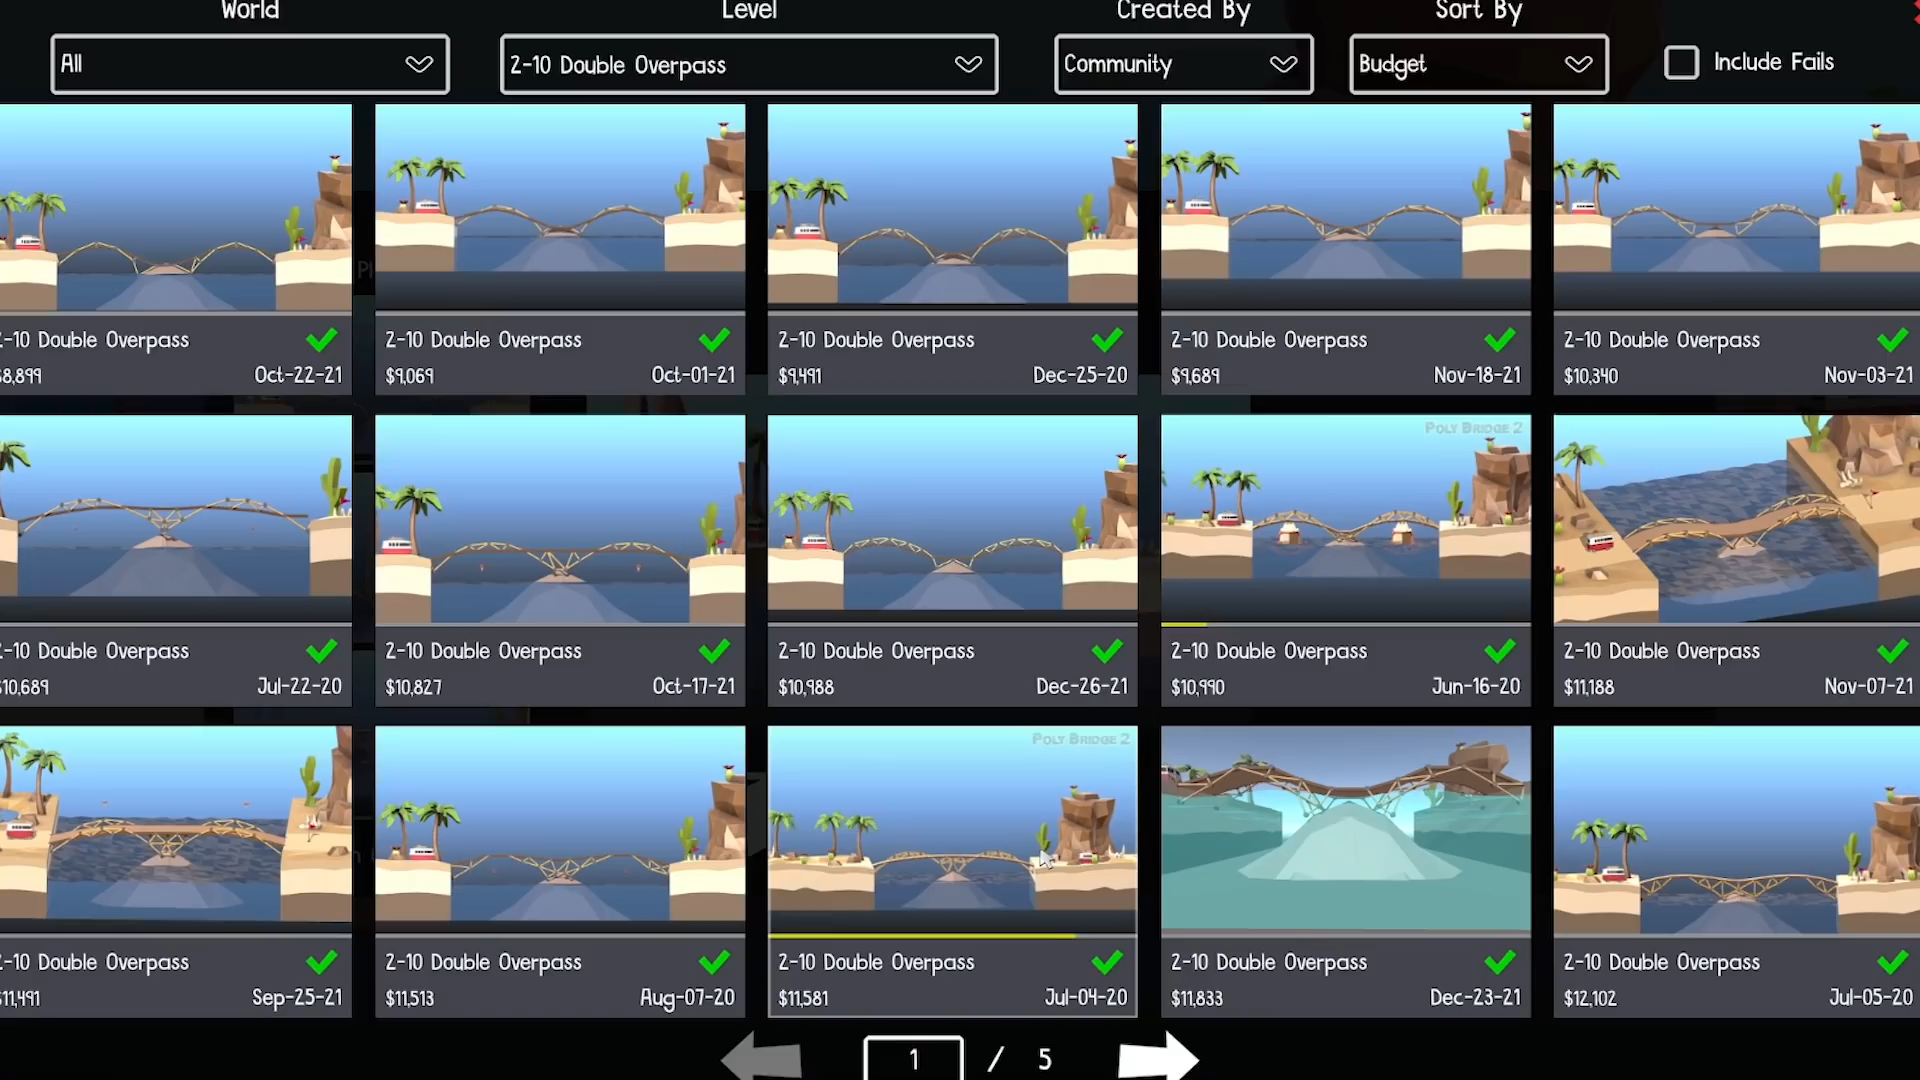 World Level Created By Sort By
All 2-10 Double Overpass Community Budget Include Fails
2-10 Double Overpass 2-10 Double Overpass 2-10 Double Overpass 2-10 Double Overpass 2-10 Double Overpass
$8,899 Oct-22-21 $9,069 Oct-01-21 $9,491 Dec-25-20 $9,689 Nov-18-21 $10,340 Nov-03-21
POLY BRIDGE 2
2-10 Double Overpass 2-10 Double Overpass 2-10 Double Overpass 2-10 Double Overpass 2-10 Double Overpass
$10,689 Jul-22-20 $10,827 Oct-17-21 $10,988 Dec-26-21 $10,990 Jun-16-20 $11,188 Nov-07-21
POLY BRIDGE 2
2-10 Double Overpass 2-10 Double Overpass 2-10 Double Overpass 2-10 Double Overpass 2-10 Double Overpass
$11,491 Sep-25-21 $11,513 Aug-07-20 $11,581 Jul-04-20 $11,833 Dec-23-21 $12,102 Jul-05-20
1 / 5